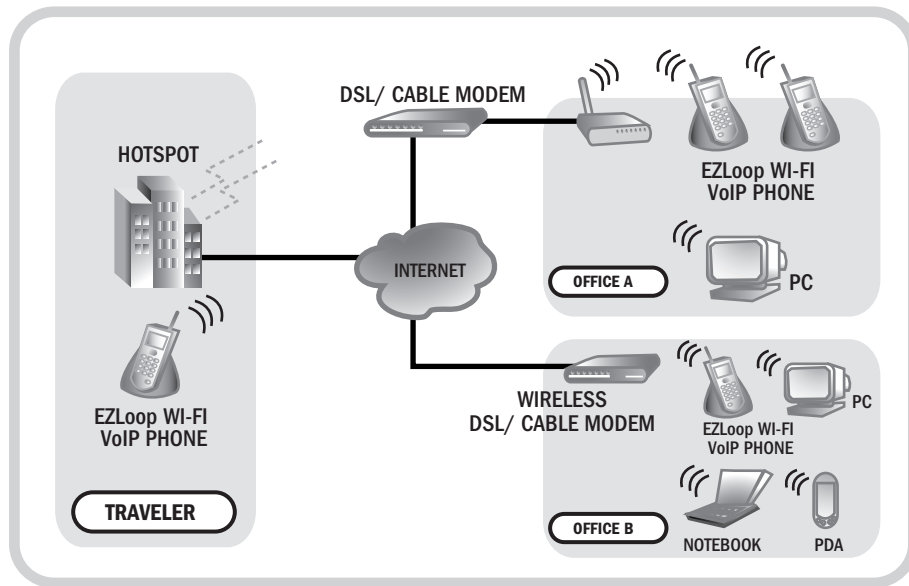 HOTSPOT
EZLoop WI-FI
VoIP PHONE
TRAVELER
DSL/ CABLE MODEM
INTERNET
WIRELESS
DSL/ CABLE MODEM
EZLoop WI-FI
VoIP PHONE
OFFICE A
PC
EZLoop WI-FI
VoIP PHONE
PC
OFFICE B
NOTEBOOK
PDA